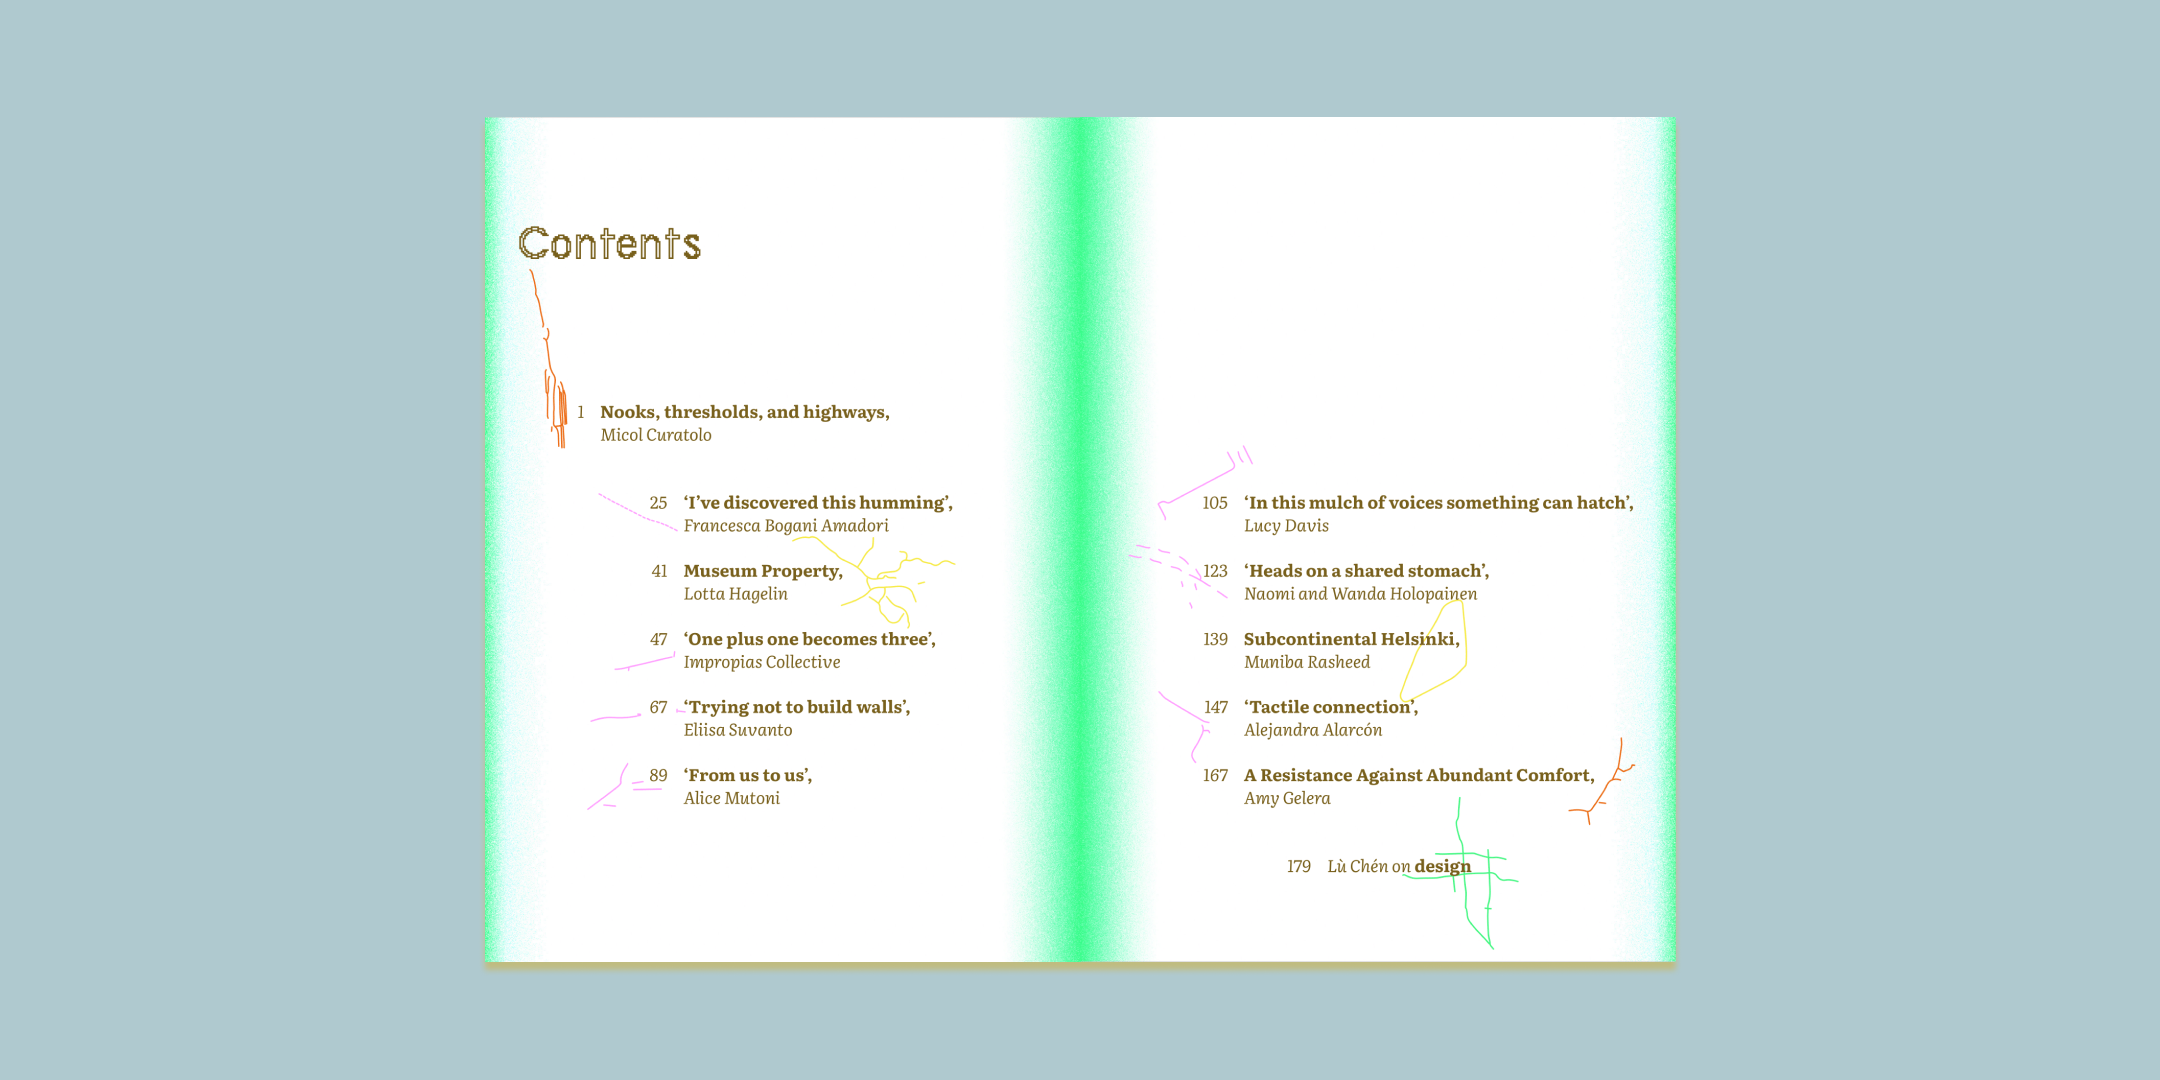 Contents
1 Nooks, thresholds, and highways,
Micol Curatolo
25 ‘I’ve discovered this humming’,
Francesca Bogani Amadori
41 Museum Property,
Lotta Hagelin
47 ‘One plus one becomes three’,
Impropias Collective
67 ‘Trying not to build walls’,
Eliisa Suvanto
89 ‘From us to us’,
Alice Mutoni
105 ‘In this mulch of voices something can hatch’,
Lucy Davis
123 ‘Heads on a shared stomach’,
Naomi and Wanda Holopainen
139 Subcontinental Helsinki,
Muniba Rasheed
147 ‘Tactile connection’,
Alejandra Alarcón
167 A Resistance Against Abundant Comfort,
Amy Gelera
179 Lù Chén on design